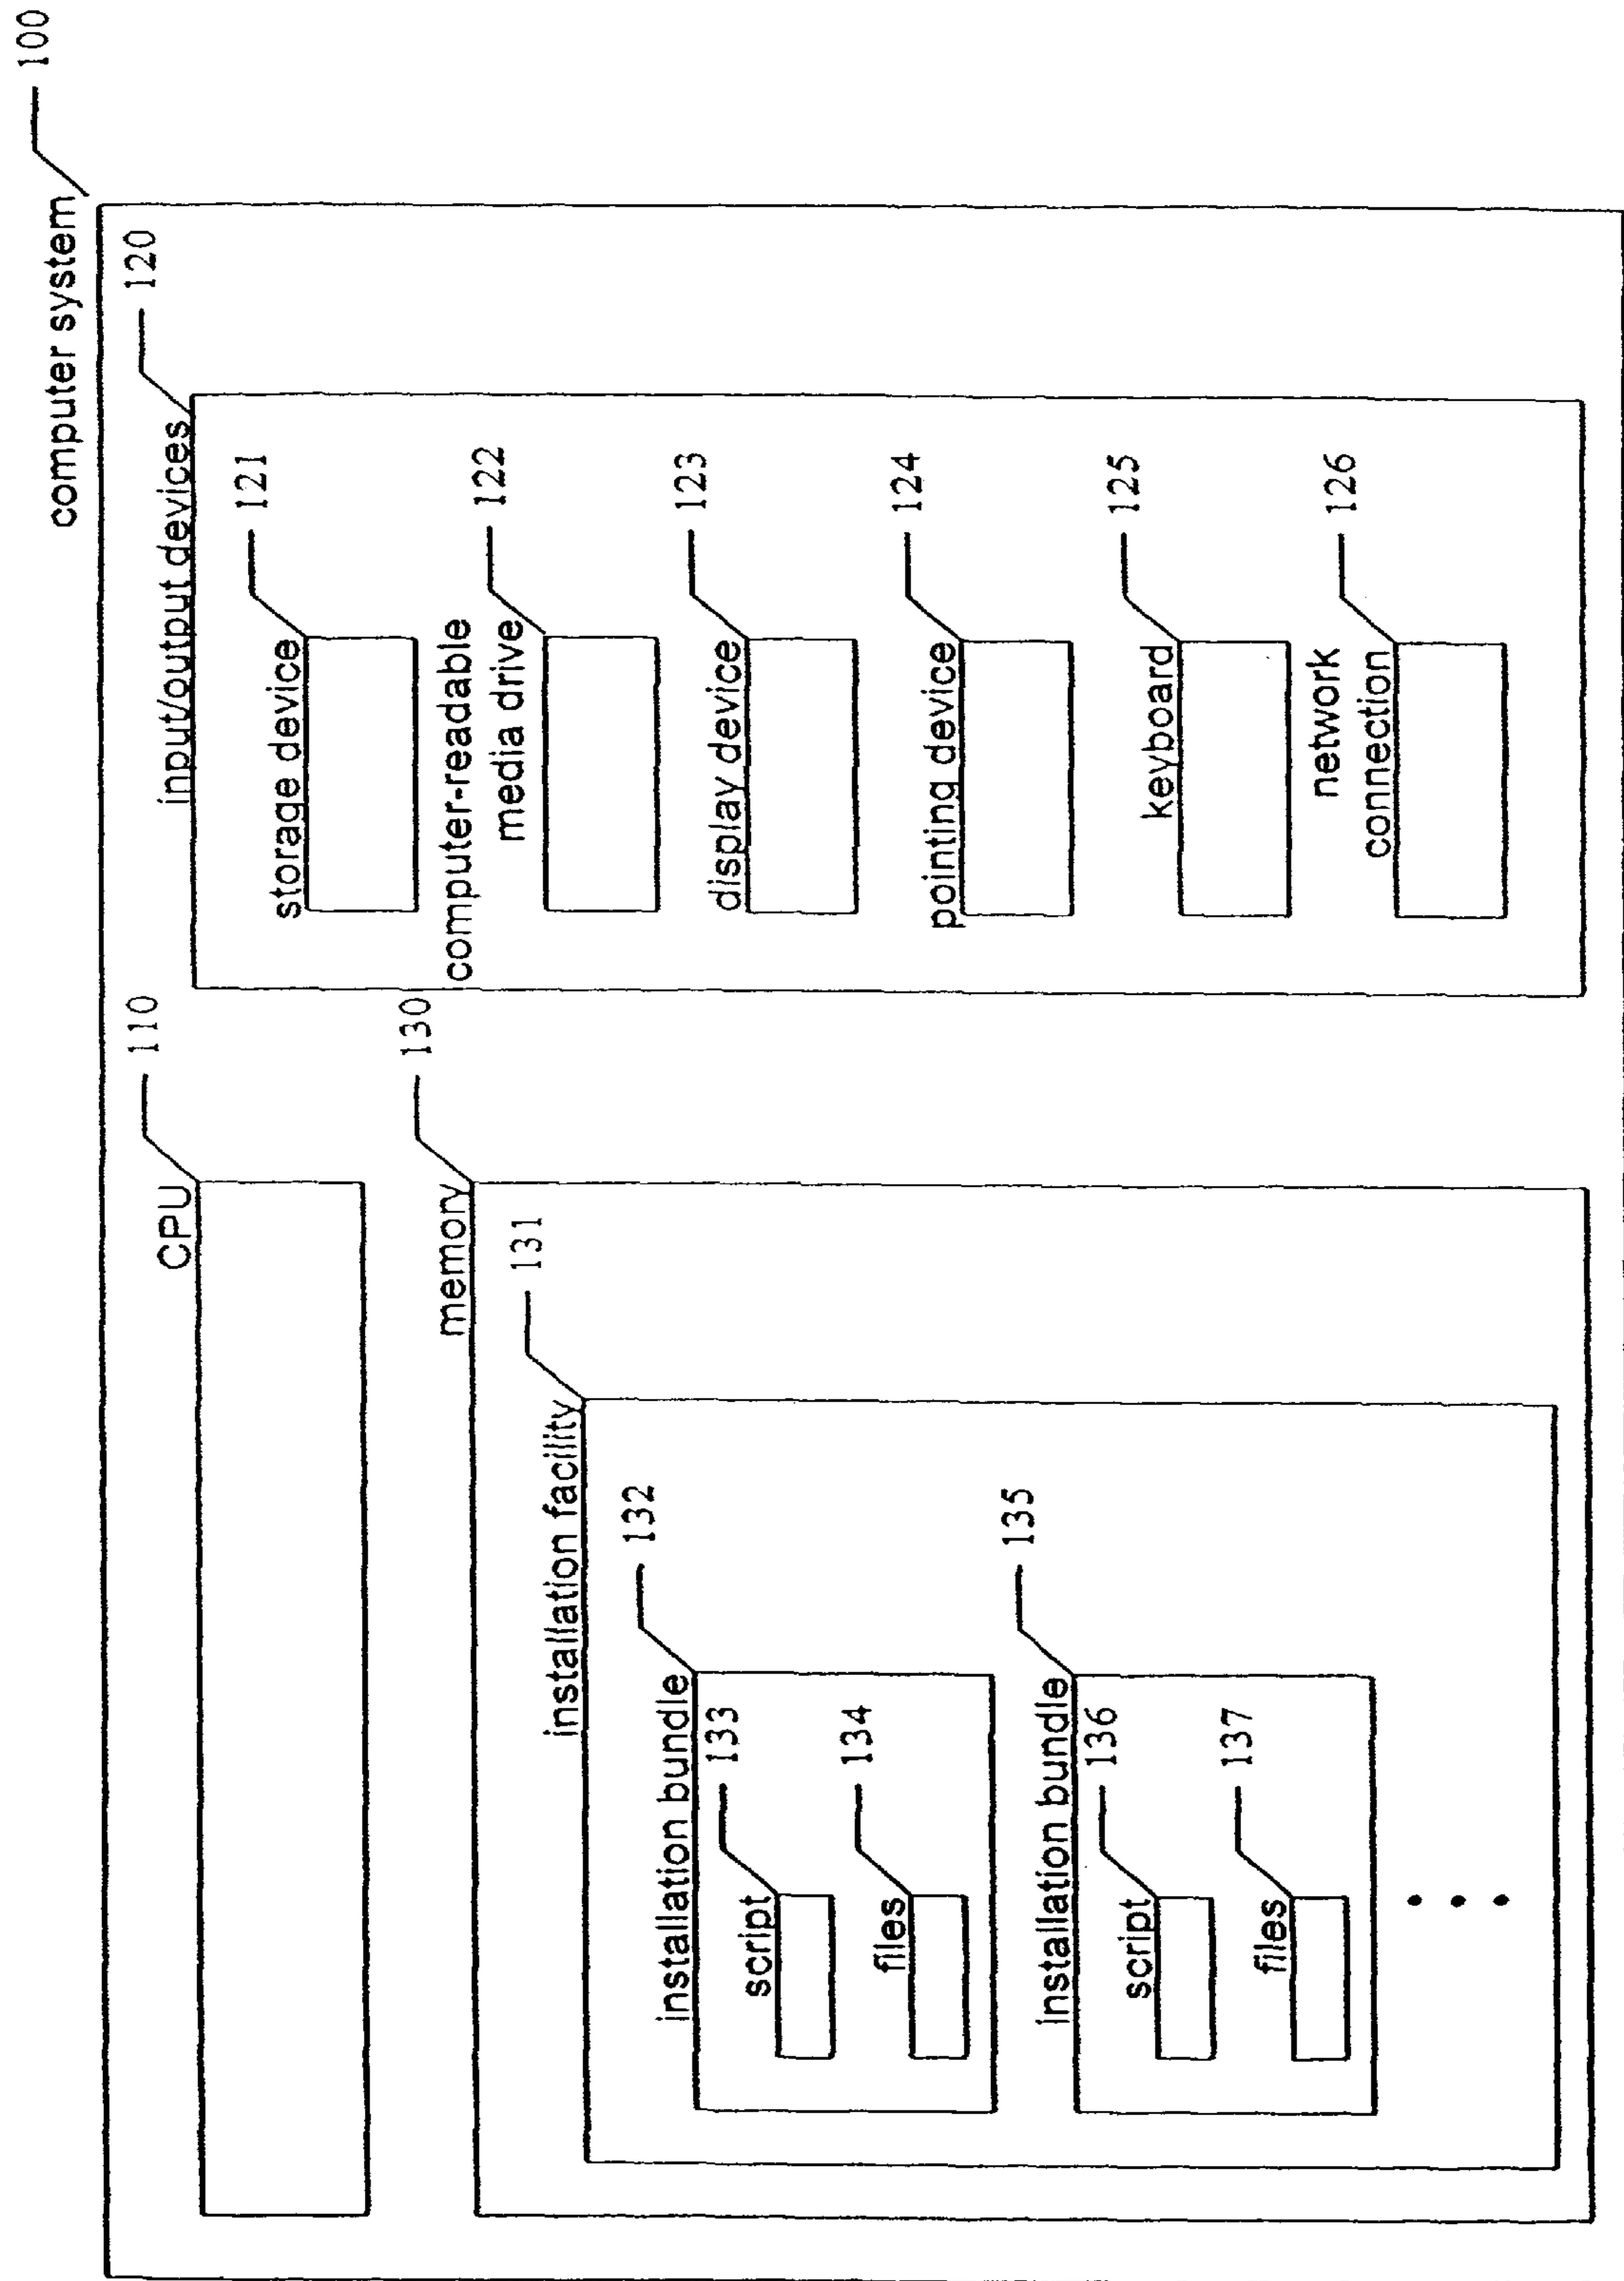 computer system
100
CPU
110
input/output devices
120
storage device
121
computer-readable
media drive
122
display device
123
pointing device
124
keyboard
125
network
connection
126
memory
130
installation facility
131
installation bundle
132
script
133
files
134
installation bundle
135
script
136
files
137